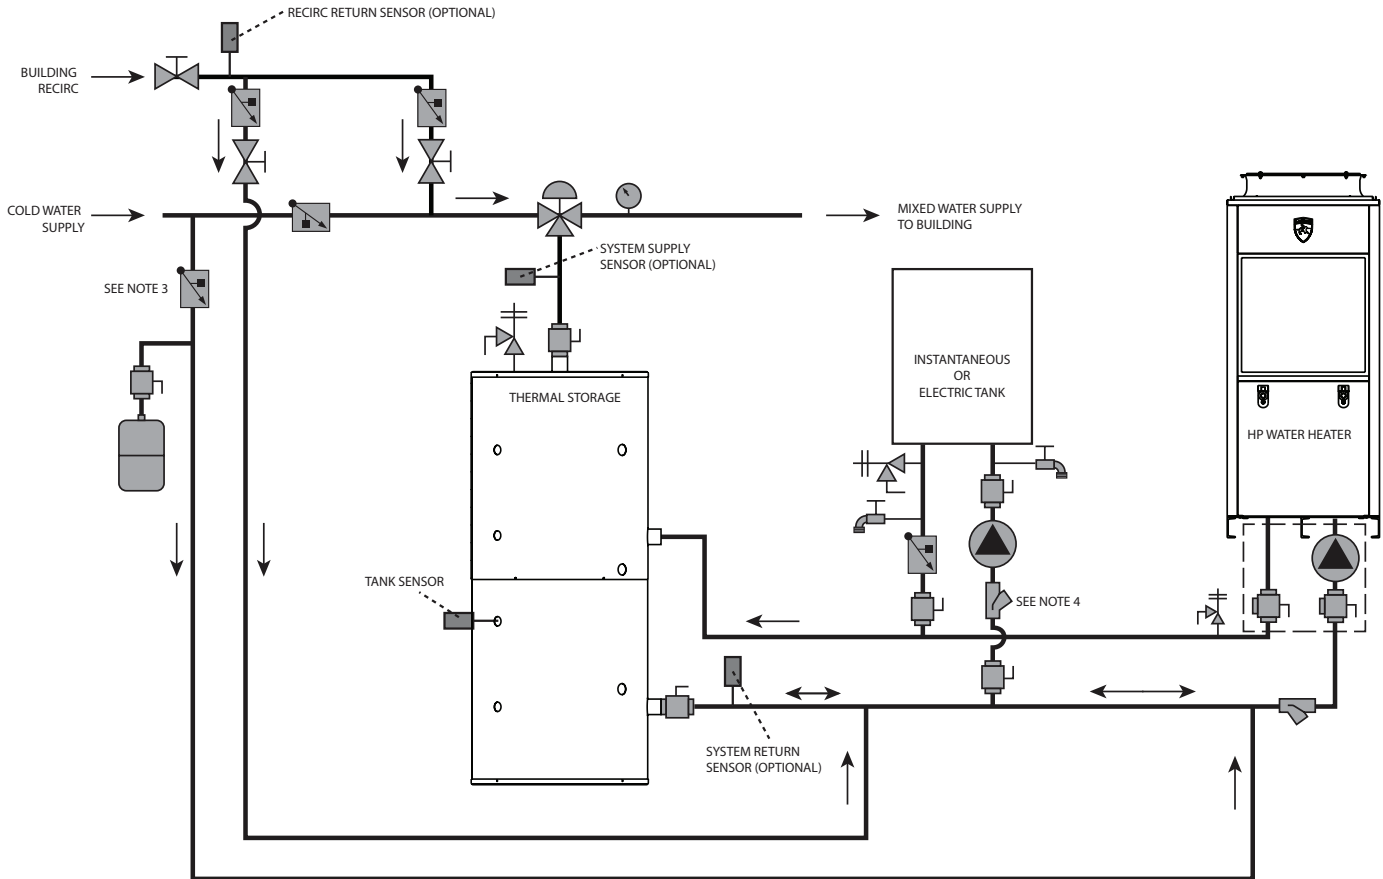 RECIRC RETURN SENSOR (OPTIONAL)
BUILDING
RECIRC
COLD WATER
SUPPLY
MIXED WATER SUPPLY
TO BUILDING
SYSTEM SUPPLY
SENSOR (OPTIONAL)
SEE NOTE 3
INSTANTANEOUS
OR
ELECTRIC TANK
THERMAL STORAGE
HP WATER HEATER
TANK SENSOR
SEE NOTE 4
SYSTEM RETURN
SENSOR (OPTIONAL)